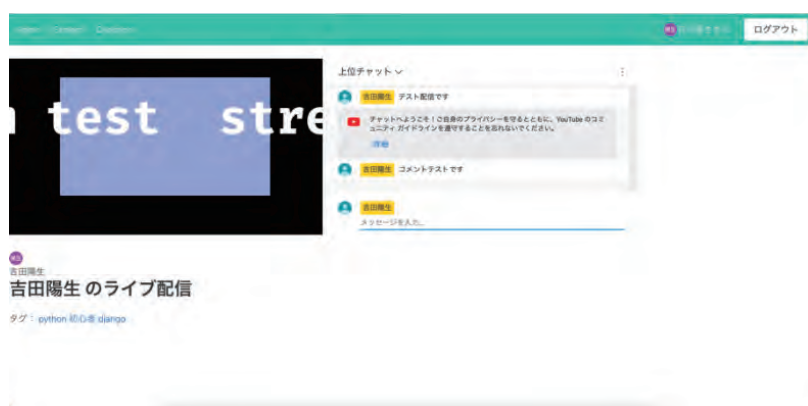 ログアウト
test stre
上位チャット
吉田陽生 テスト配信です
チャットへようこそ!ご自身のプライバシーを守るとともに、YouTube のコミ
ュニティ ガイドラインを遵守することを忘れないでください。
吉田陽生 コメントテストです
吉田陽生
メッセージを入力...
吉田陽生
吉田陽生 のライブ配信
タグ: python 初心者 django